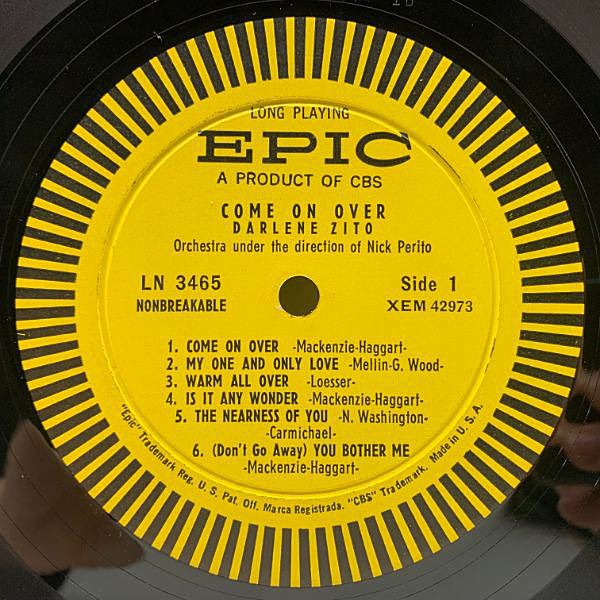 LONG PLAYING
EPIC
A PRODUCT OF CBS
COME ON OVER
DARLENE ZITO
Orchestra under the direction of Nick Perito
LN 3465 Side 1
NONBREAKABLE XEM 42973
1. COME ON OVER -Mackenzie-Haggart-
2. MY ONE AND ONLY LOVE -Mellin-G. Wood-
3. WARM ALL OVER -Loesser-
4. IS IT ANY WONDER -Mackenzie-Haggart-
5. THE NEARNESS OF YOU -N. Washington-
-Carmichael-
6. (Don't Go Away) YOU BOTHER ME
-Mackenzie-Haggart-
"Epic" Trademark Reg. U. S. Pat. Off. Marca Registrada. "CBS" Trademark. Made in U. S. A.